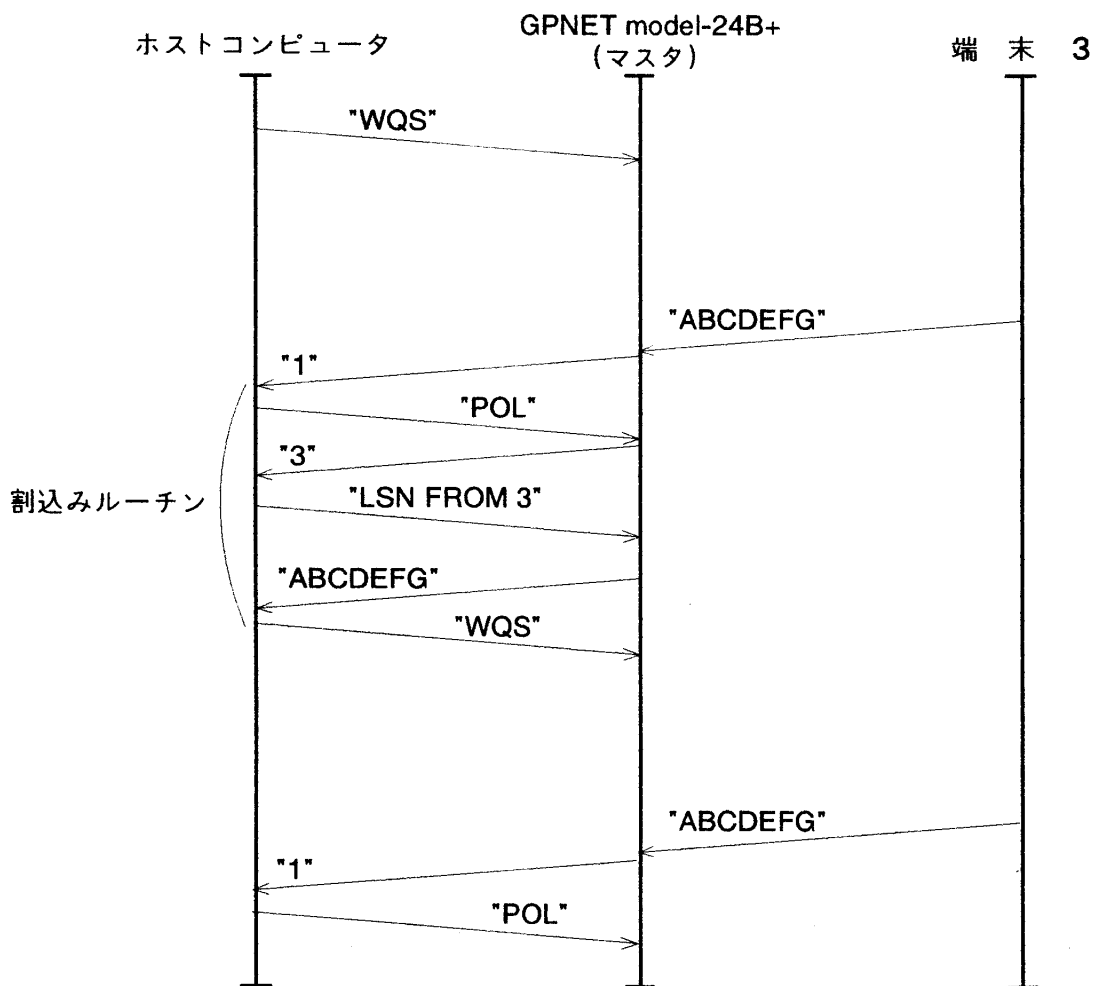 ホストコンピュータ
GPNET model-24B+
(マスタ)
端 末 3
"WQS"
"ABCDEFG"
"1"
"POL"
"3"
割込みルーチン
"LSN FROM 3"
"ABCDEFG"
"WQS"
"ABCDEFG"
"1"
"POL"